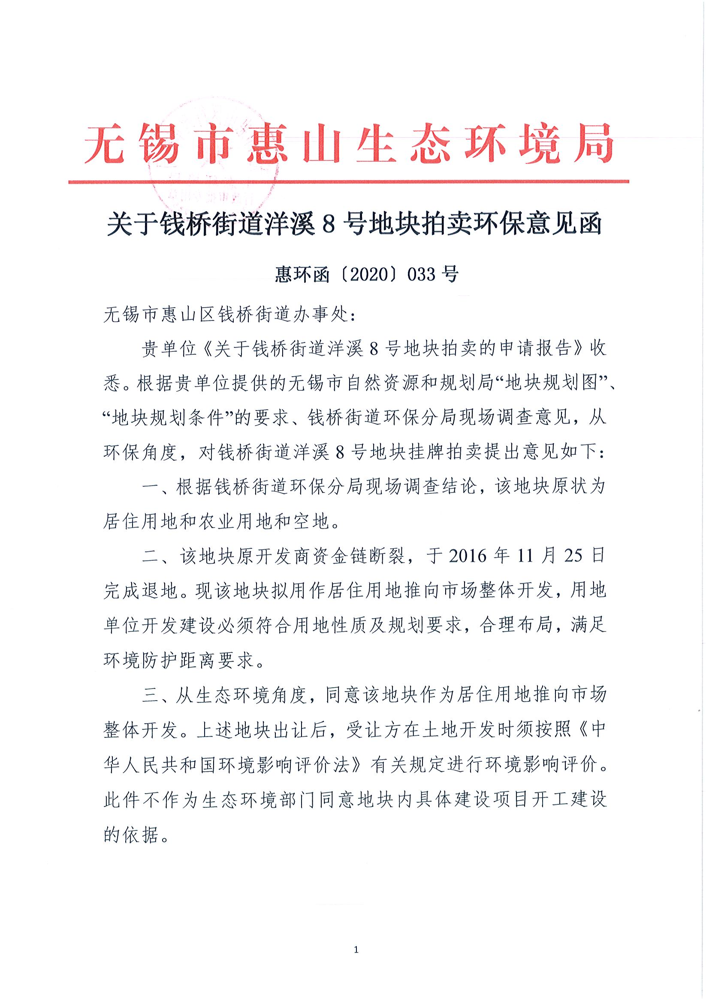 无锡市惠山生态环境局
关于钱桥街道洋溪8号地块拍卖环保意见函
惠环函〔2020〕033号
无锡市惠山区钱桥街道办事处：
贵单位《关于钱桥街道洋溪8号地块拍卖的申请报告》收
悉。根据贵单位提供的无锡市自然资源和规划局“地块规划图”、
“地块规划条件”的要求、钱桥街道环保分局现场调查意见，从
环保角度，对钱桥街道洋溪8号地块挂牌拍卖提出意见如下：
一、根据钱桥街道环保分局现场调查结论，该地块原状为
居住用地和农业用地和空地。
二、该地块原开发商资金链断裂，于2016年11月25日
完成退地。现该地块拟用作居住用地推向市场整体开发，用地
单位开发建设必须符合用地性质及规划要求，合理布局，满足
环境防护距离要求。
三、从生态环境角度，同意该地块作为居住用地推向市场
整体开发。上述地块出让后，受让方在土地开发时须按照《中
华人民共和国环境影响评价法》有关规定进行环境影响评价。
此件不作为生态环境部门同意地块内具体建设项目开工建设
的依据。
1